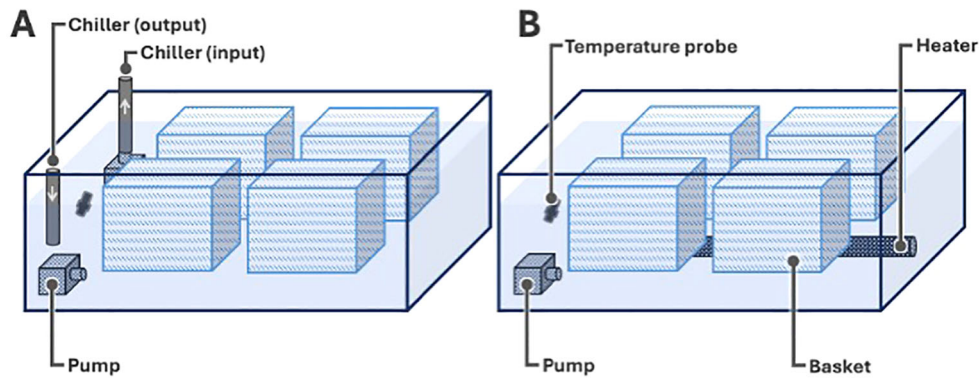 A
Chiller (output)
Chiller (input)
Pump
B
Temperature probe
Heater
Pump
Basket